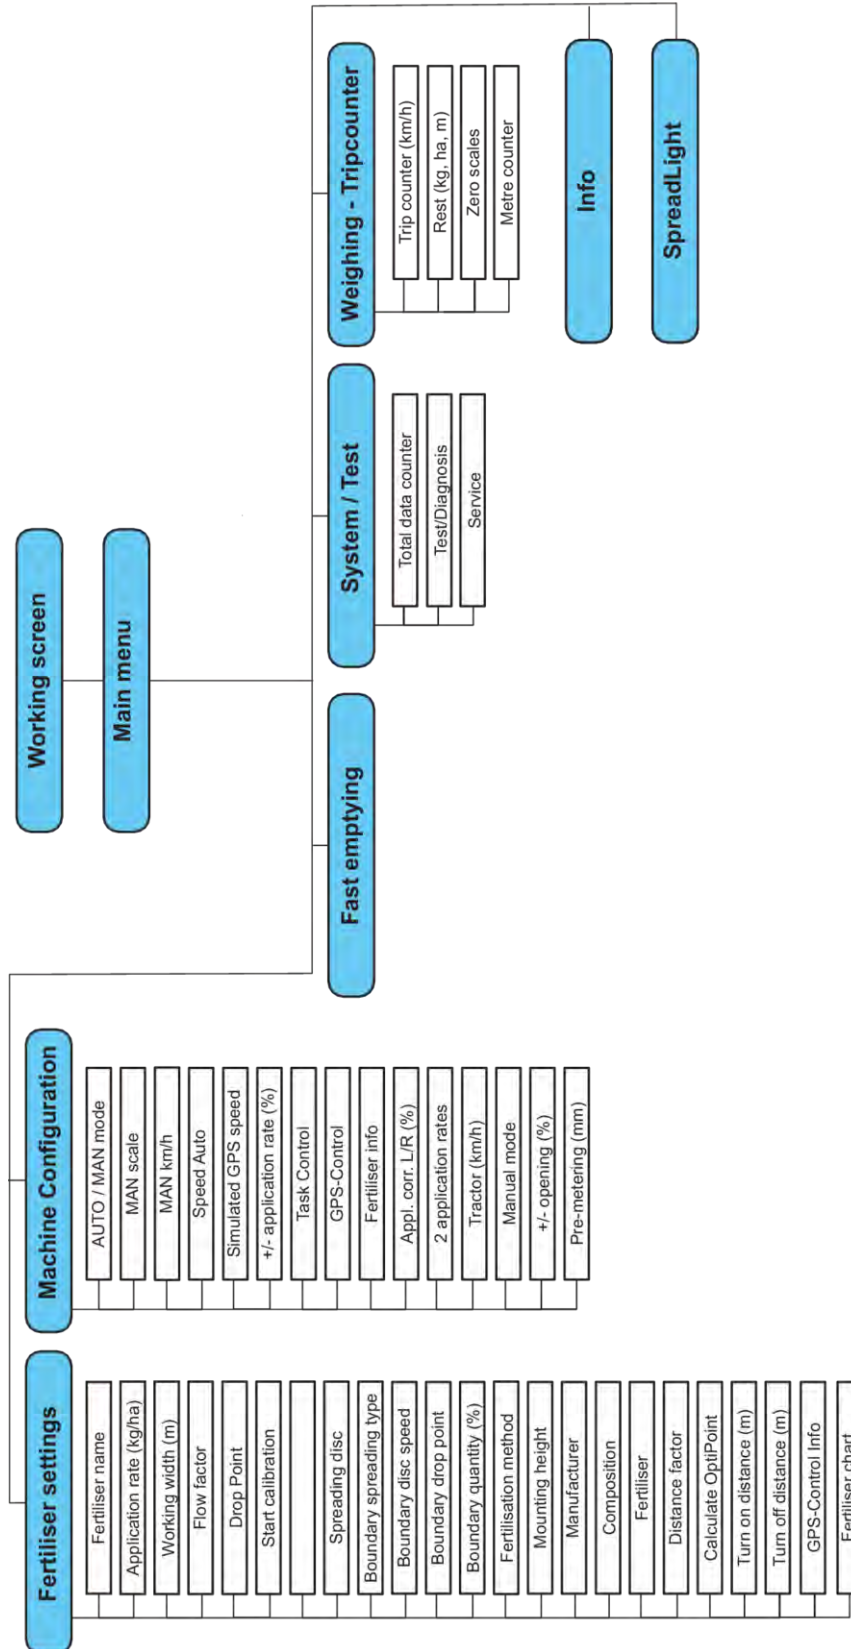 Working screen
Main menu
Fertiliser settings
Fertiliser name
Application rate (kg/ha)
Working width (m)
Flow factor
Drop Point
Start calibration
Spreading disc
Boundary spreading type
Boundary disc speed
Boundary drop point
Boundary quantity (%)
Fertilisation method
Mounting height
Manufacturer
Composition
Fertiliser
Distance factor
Calculate OptiPoint
Turn on distance (m)
Turn off distance (m)
GPS-Control Info
Fertiliser chart
Machine Configuration
AUTO / MAN mode
MAN scale
MAN km/h
Speed Auto
Simulated GPS speed
+/- application rate (%)
Task Control
GPS-Control
Fertiliser info
Appl. corr. L/R (%)
2 application rates
Tractor (km/h)
Manual mode
+/- opening (%)
Pre-metering (mm)
Fast emptying
System / Test
Total data counter
Test/Diagnosis
Service
Weighing - Tripcounter
Trip counter (km/h)
Rest (kg, ha, m)
Zero scales
Metre counter
Info
SpreadLight